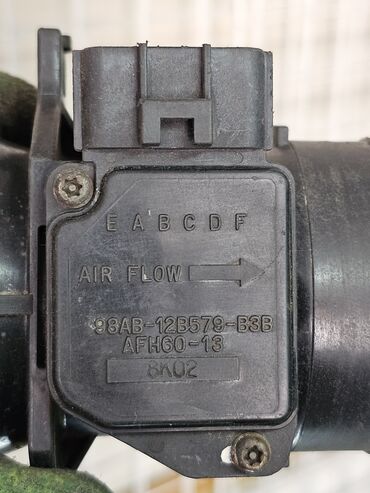 E A B C D F
AIR FLOW
98AB-12B579-B3B
AFH60-13
8K02